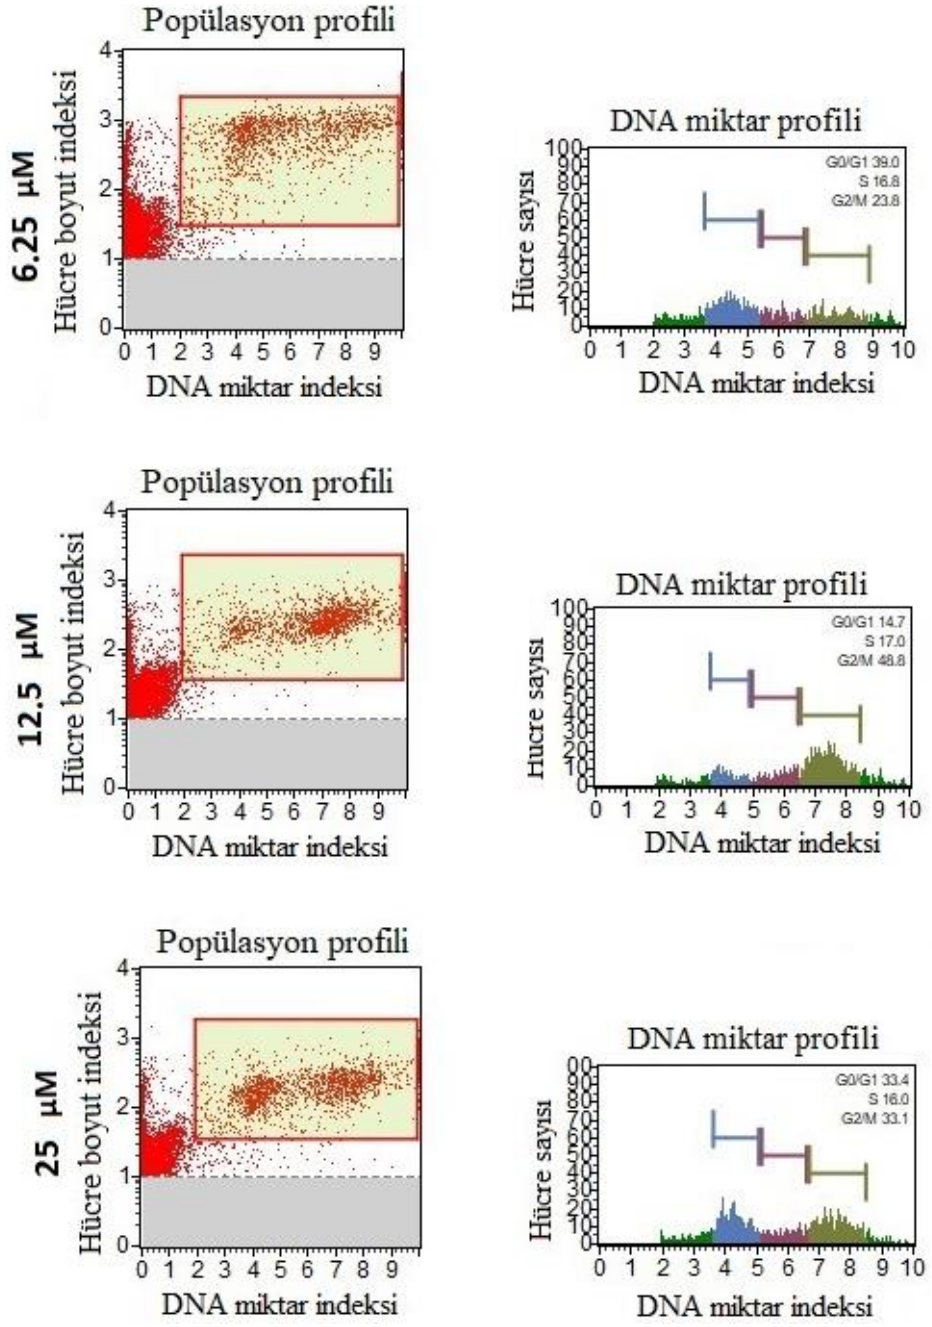 Popülasyon profili
6.25 µM
Hücre boyut indeksi
4
3
2
1
0
0 1 2 3 4 5 6 7 8 9
DNA miktar indeksi
DNA miktar profili
Hücre sayısı
100
90
80
70
60
50
40
30
20
10
0
G0/G1 39.0
S 16.8
G2/M 23.8
0 1 2 3 4 5 6 7 8 9 10
DNA miktar indeksi
Popülasyon profili
12.5 µM
Hücre boyut indeksi
4
3
2
1
0
0 1 2 3 4 5 6 7 8 9
DNA miktar indeksi
DNA miktar profili
Hucre sayısı
100
90
80
70
60
50
40
30
20
10
0
G0/G1 14.7
S 17.0
G2/M 48.8
0 1 2 3 4 5 6 7 8 9 10
DNA miktar indeksi
Popülasyon profili
25 µM
Hücre boyut indeksi
4
3
2
1
0
0 1 2 3 4 5 6 7 8 9
DNA miktar indeksi
DNA miktar profili
Hücre sayısı
00
90
80
70
60
50
40
30
20
10
0
G0/G1 33.4
S 16.0
G2/M 33.1
0 1 2 3 4 5 6 7 8 9 10
DNA miktar indeksi